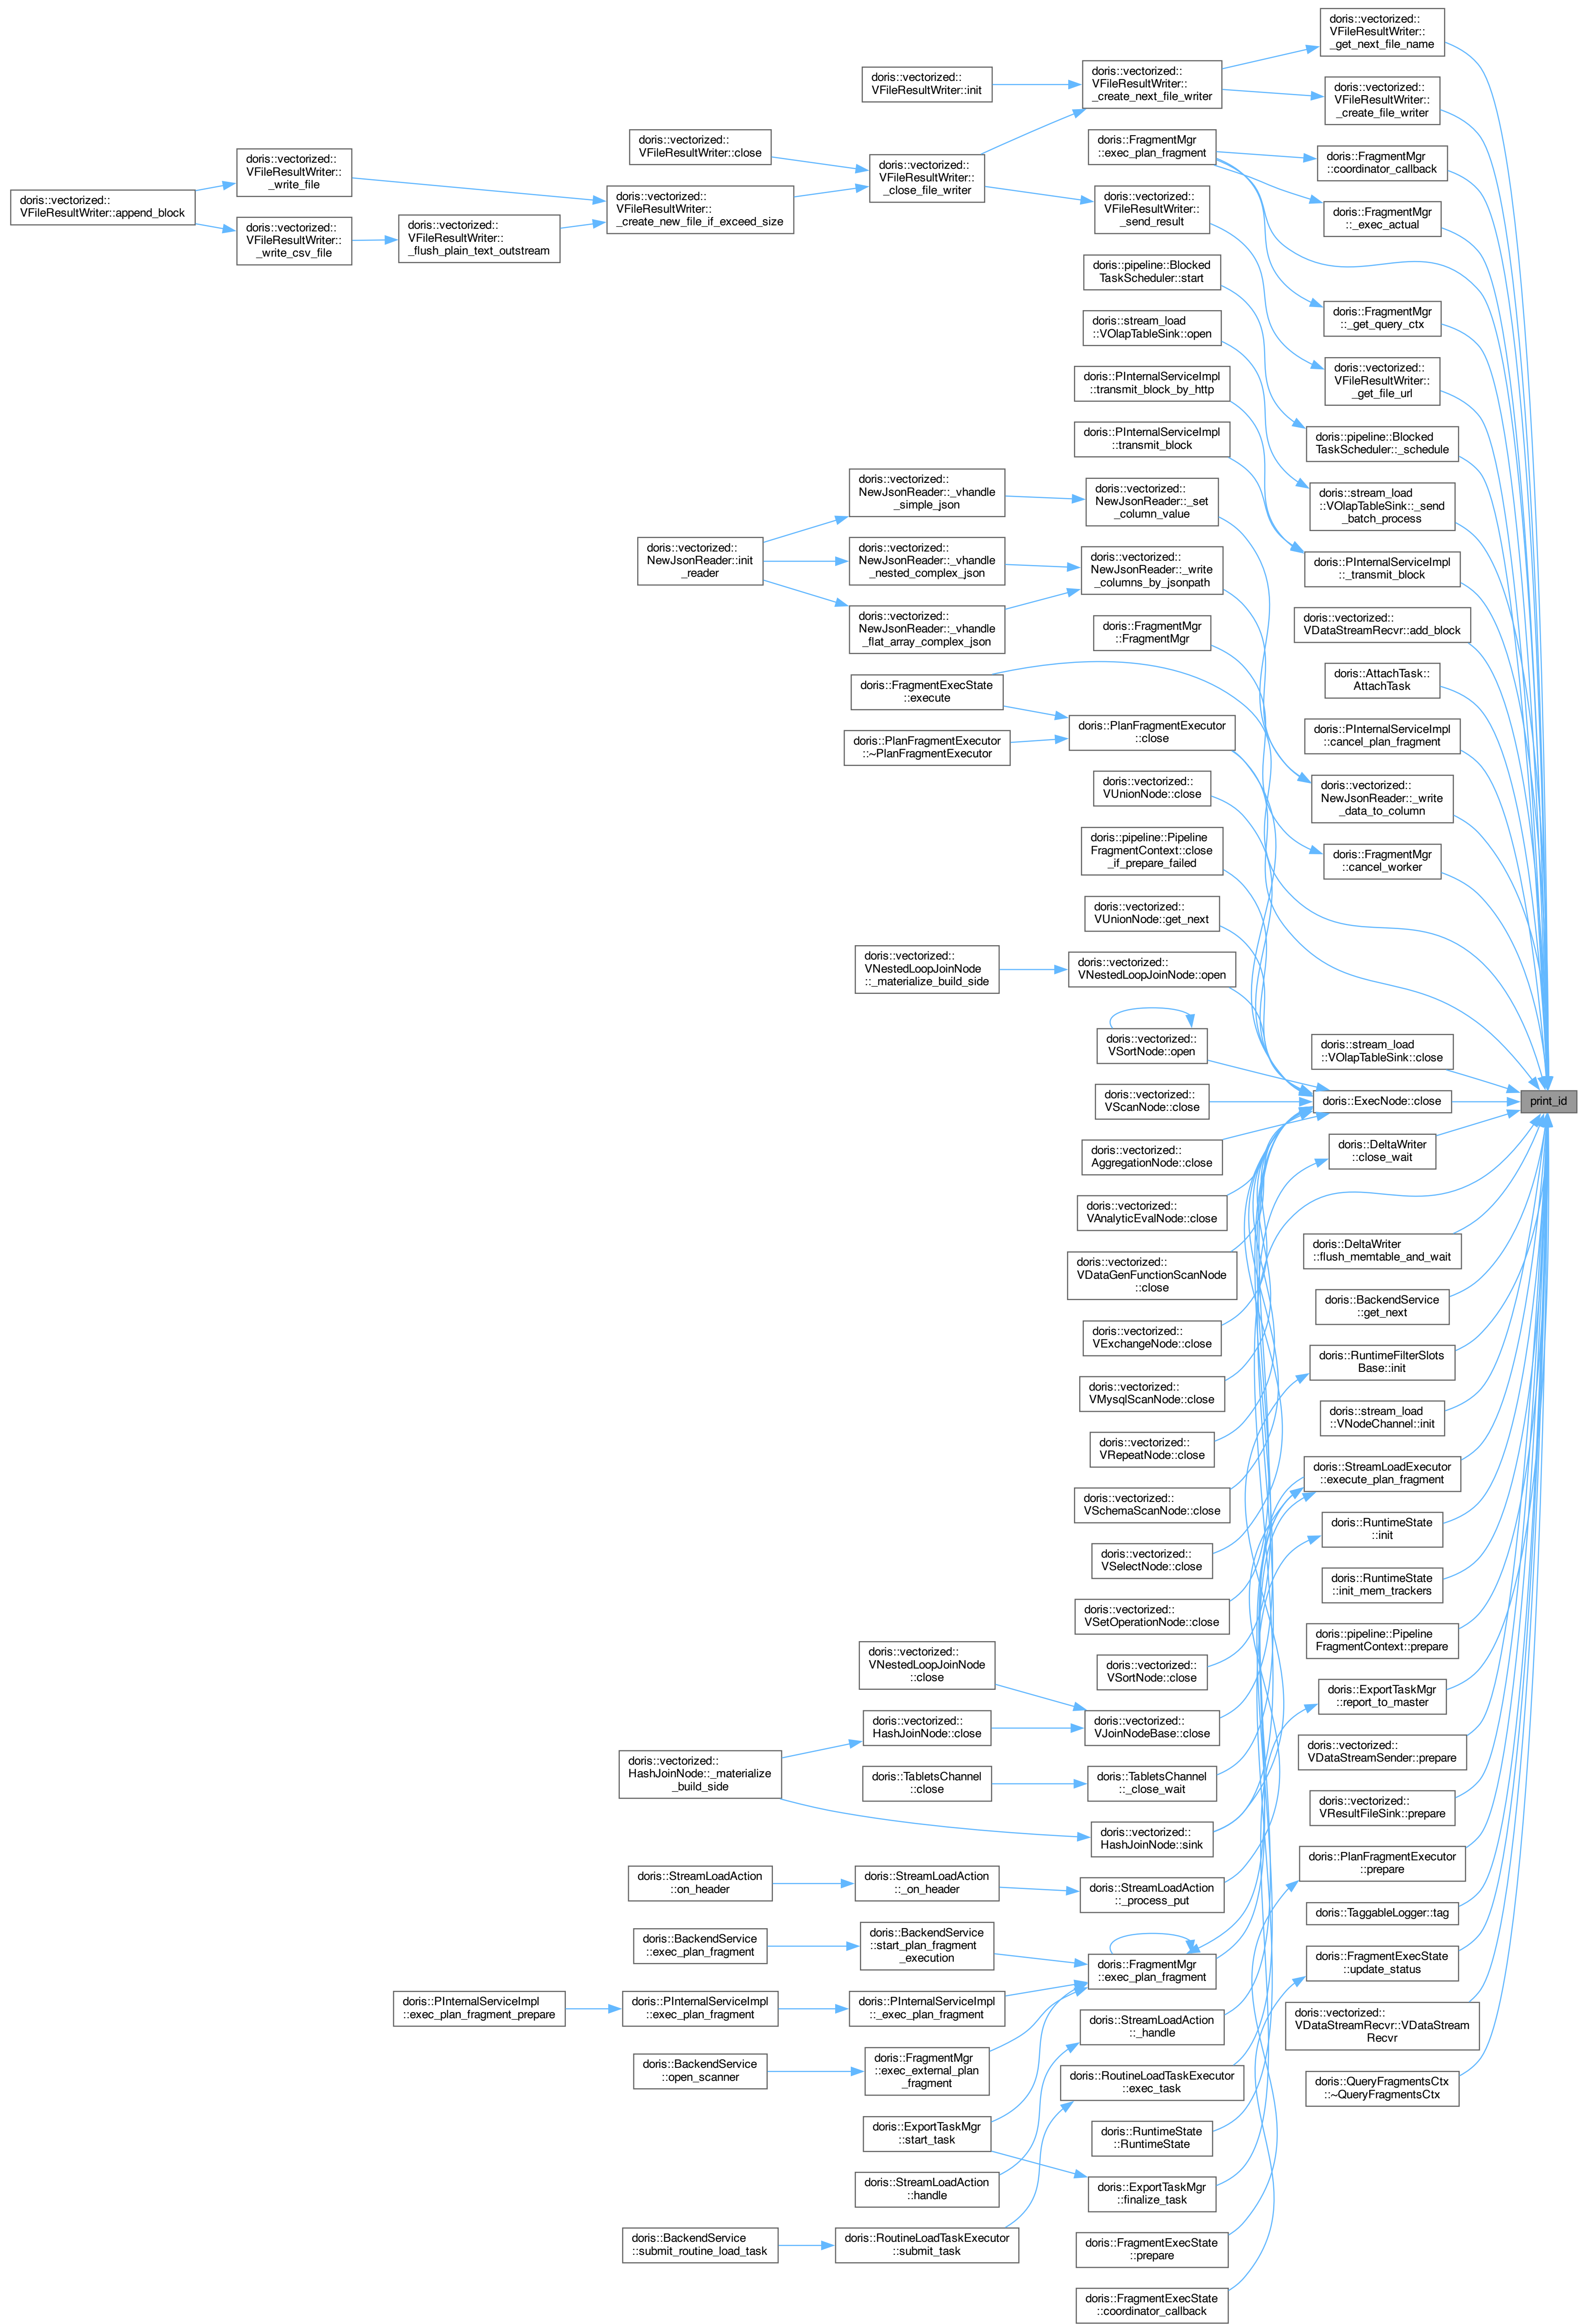 doris::vectorized::
VFileResultWriter::
_get_next_file_name
doris::vectorized::
VFileResultWriter::init
doris::vectorized::
VFileResultWriter::
_create_next_file_writer
doris::vectorized::
VFileResultWriter::
_create_file_writer
doris::FragmentMgr
::exec_plan_fragment
doris::FragmentMgr
::coordinator_callback
doris::vectorized::
VFileResultWriter::close
doris::vectorized::
VFileResultWriter::
_close_file_writer
doris::vectorized::
VFileResultWriter::
_write_file
doris::vectorized::
VFileResultWriter::append_block
doris::vectorized::
VFileResultWriter::
_create_new_file_if_exceed_size
doris::vectorized::
VFileResultWriter::
_send_result
doris::FragmentMgr
::_exec_actual
doris::vectorized::
VFileResultWriter::
_write_csv_file
doris::vectorized::
VFileResultWriter::
_flush_plain_text_outstream
doris::pipeline::Blocked
TaskScheduler::start
doris::FragmentMgr
::_get_query_ctx
doris::stream_load
::VOlapTableSink::open
doris::vectorized::
VFileResultWriter::
_get_file_url
doris::PInternalServiceImpl
::transmit_block_by_http
doris::PInternalServiceImpl
::transmit_block
doris::pipeline::Blocked
TaskScheduler::_schedule
doris::vectorized::
NewJsonReader::_vhandle
_simple_json
doris::vectorized::
NewJsonReader::_set
_column_value
doris::stream_load
::VOlapTableSink::_send
_batch_process
doris::vectorized::
NewJsonReader::init
_reader
doris::vectorized::
NewJsonReader::_vhandle
_nested_complex_json
doris::vectorized::
NewJsonReader::_write
_columns_by_jsonpath
doris::PInternalServiceImpl
::_transmit_block
doris::vectorized::
NewJsonReader::_vhandle
_flat_array_complex_json
doris::FragmentMgr
::FragmentMgr
doris::vectorized::
VDataStreamRecvr::add_block
doris::FragmentExecState
::execute
doris::AttachTask::
AttachTask
doris::PlanFragmentExecutor
::~PlanFragmentExecutor
doris::PlanFragmentExecutor
::close
doris::PInternalServiceImpl
::cancel_plan_fragment
doris::vectorized::
VUnionNode::close
doris::vectorized::
NewJsonReader::_write
_data_to_column
doris::pipeline::Pipeline
FragmentContext::close
_if_prepare_failed
doris::FragmentMgr
::cancel_worker
doris::vectorized::
VUnionNode::get_next
doris::vectorized::
VNestedLoopJoinNode
::_materialize_build_side
doris::vectorized::
VNestedLoopJoinNode::open
doris::vectorized::
VSortNode::open
doris::stream_load
::VOlapTableSink::close
doris::vectorized::
VScanNode::close
doris::ExecNode::close
print_id
doris::vectorized::
AggregationNode::close
doris::DeltaWriter
::close_wait
doris::vectorized::
VAnalyticEvalNode::close
doris::DeltaWriter
::flush_memtable_and_wait
doris::vectorized::
VDataGenFunctionScanNode
::close
doris::BackendService
::get_next
doris::vectorized::
VExchangeNode::close
doris::RuntimeFilterSlots
Base::init
doris::vectorized::
VMysqlScanNode::close
doris::stream_load
::VNodeChannel::init
doris::vectorized::
VRepeatNode::close
doris::StreamLoadExecutor
::execute_plan_fragment
doris::vectorized::
VSchemaScanNode::close
doris::RuntimeState
::init
doris::vectorized::
VSelectNode::close
doris::RuntimeState
::init_mem_trackers
doris::vectorized::
VSetOperationNode::close
doris::pipeline::Pipeline
FragmentContext::prepare
doris::vectorized::
VNestedLoopJoinNode
::close
doris::vectorized::
VSortNode::close
doris::ExportTaskMgr
::report_to_master
doris::vectorized::
HashJoinNode::close
doris::vectorized::
VJoinNodeBase::close
doris::vectorized::
VDataStreamSender::prepare
doris::vectorized::
HashJoinNode::_materialize
_build_side
doris::TabletsChannel
::close
doris::TabletsChannel
::_close_wait
doris::vectorized::
VResultFileSink::prepare
doris::vectorized::
HashJoinNode::sink
doris::PlanFragmentExecutor
::prepare
doris::StreamLoadAction
::on_header
doris::StreamLoadAction
::_on_header
doris::StreamLoadAction
::_process_put
doris::TaggableLogger::tag
doris::BackendService
::exec_plan_fragment
doris::BackendService
::start_plan_fragment
_execution
doris::FragmentMgr
::exec_plan_fragment
doris::FragmentExecState
::update_status
doris::PInternalServiceImpl
::exec_plan_fragment_prepare
doris::PInternalServiceImpl
::exec_plan_fragment
doris::PInternalServiceImpl
::_exec_plan_fragment
doris::StreamLoadAction
::_handle
doris::vectorized::
VDataStreamRecvr::VDataStream
Recvr
doris::BackendService
::open_scanner
doris::FragmentMgr
::exec_external_plan
_fragment
doris::RoutineLoadTaskExecutor
::exec_task
doris::QueryFragmentsCtx
::~QueryFragmentsCtx
doris::ExportTaskMgr
::start_task
doris::RuntimeState
::RuntimeState
doris::StreamLoadAction
::handle
doris::ExportTaskMgr
::finalize_task
doris::BackendService
::submit_routine_load_task
doris::RoutineLoadTaskExecutor
::submit_task
doris::FragmentExecState
::prepare
doris::FragmentExecState
::coordinator_callback